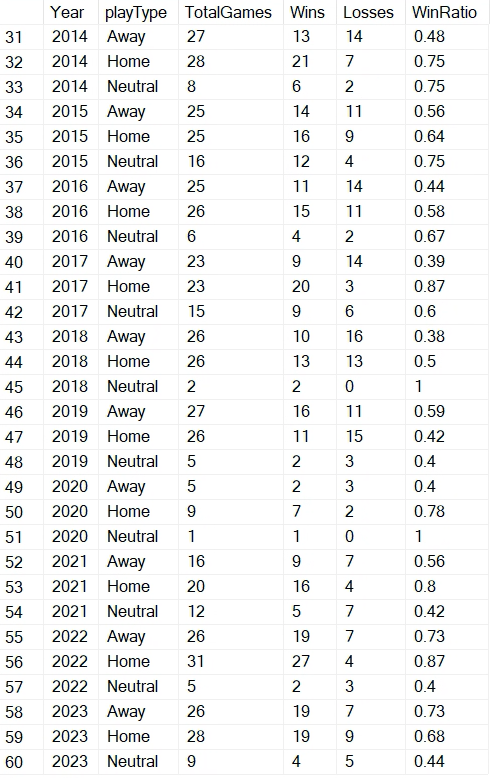 Year playType TotalGames Wins Losses WinRatio
31 2014 Away 27 13 14 0.48
32 2014 Home 28 21 7 0.75
33 2014 Neutral 8 6 2 0.75
34 2015 Away 25 14 11 0.56
35 2015 Home 25 16 9 0.64
36 2015 Neutral 16 12 4 0.75
37 2016 Away 25 11 14 0.44
38 2016 Home 26 15 11 0.58
39 2016 Neutral 6 4 2 0.67
40 2017 Away 23 9 14 0.39
41 2017 Home 23 20 3 0.87
42 2017 Neutral 15 9 6 0.6
43 2018 Away 26 10 16 0.38
44 2018 Home 26 13 13 0.5
45 2018 Neutral 2 2 0 1
46 2019 Away 27 16 11 0.59
47 2019 Home 26 11 15 0.42
48 2019 Neutral 5 2 3 0.4
49 2020 Away 5 2 3 0.4
50 2020 Home 9 7 2 0.78
51 2020 Neutral 1 1 0 1
52 2021 Away 16 9 7 0.56
53 2021 Home 20 16 4 0.8
54 2021 Neutral 12 5 7 0.42
55 2022 Away 26 19 7 0.73
56 2022 Home 31 27 4 0.87
57 2022 Neutral 5 2 3 0.4
58 2023 Away 26 19 7 0.73
59 2023 Home 28 19 9 0.68
60 2023 Neutral 9 4 5 0.44